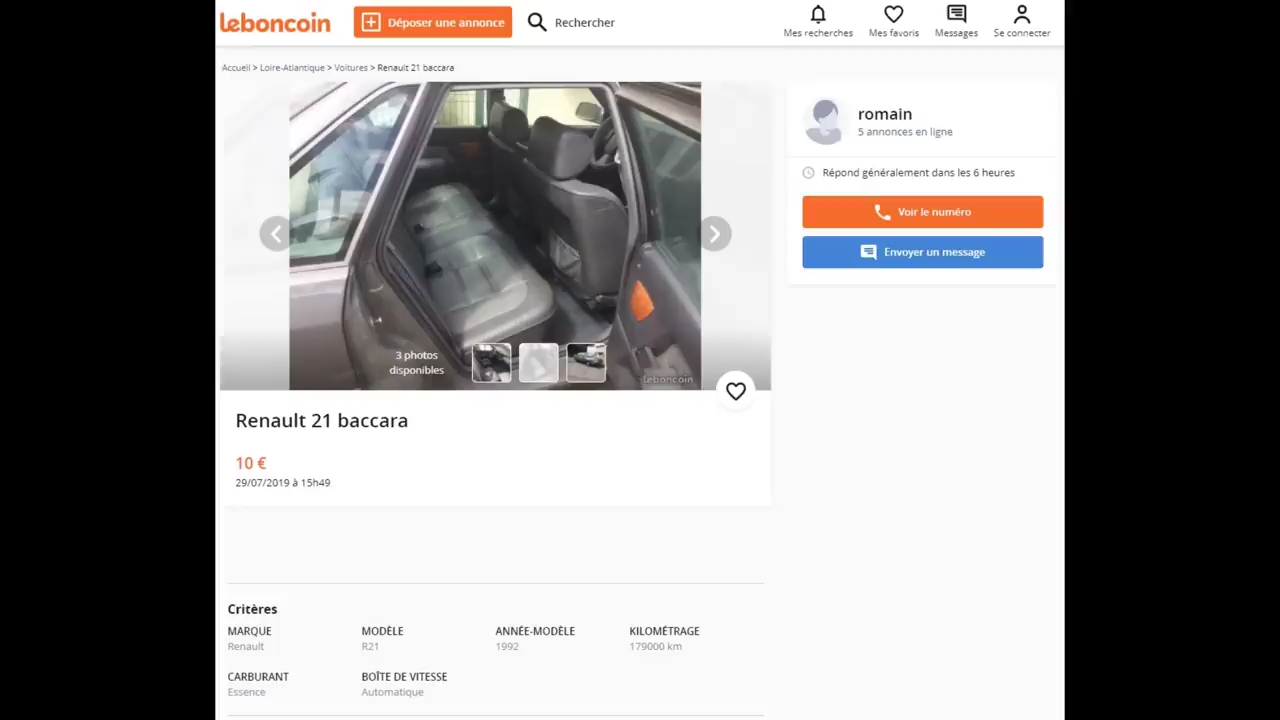 leboncoin
Déposer une annonce
Rechercher
Mes recherches
Mes favoris
Messages
Se connecter
Accueil > Loire-Atlantique > Voitures > Renault 21 baccara
romain
5 annonces en ligne
Répond généralement dans les 6 heures
Voir le numéro
Envoyer un message
3 photos
disponibles
leboncoin
Renault 21 baccara
10 €
29/07/2019 à 15h49
Critères
MARQUE
Renault
MODÈLE
R21
ANNÉE-MODÈLE
1992
KILOMÉTRAGE
179000 km
CARBURANT
Essence
BOÎTE DE VITESSE
Automatique